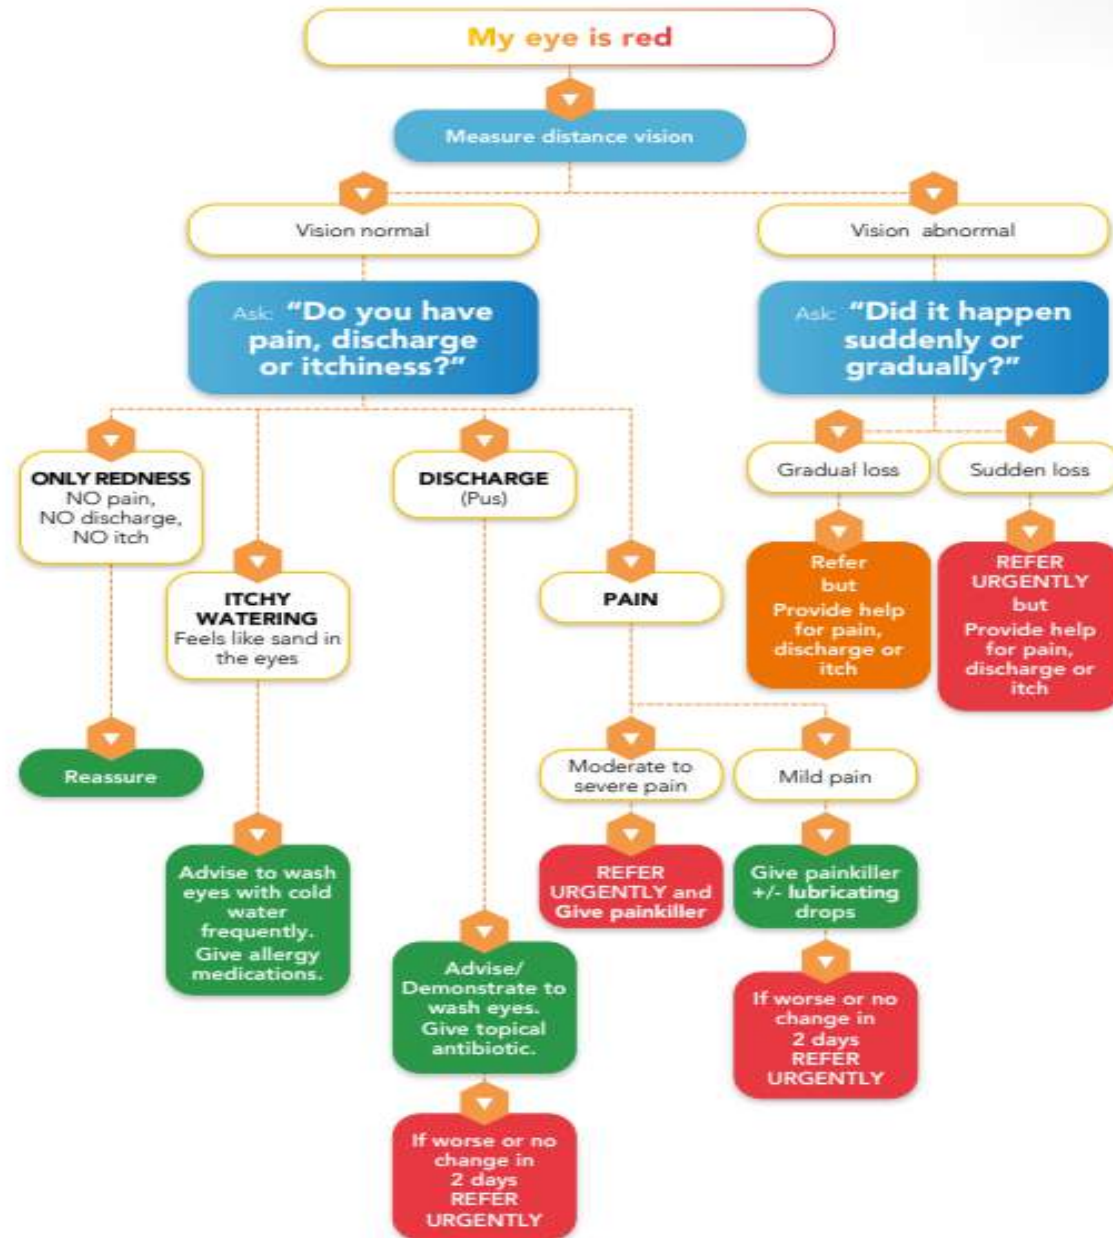 My eye is red
Measure distance vision
Vision normal
Vision abnormal
Ask: “Do you have
pain, discharge
or itchiness?”
Ask: “Did it happen
suddenly or
gradually?”
ONLY REDNESS
NO pain,
NO discharge,
NO itch
DISCHARGE
(Pus)
Gradual loss
Sudden loss
ITCHY
WATERING
Feels like sand in
the eyes
PAIN
Refer
but
Provide help
for pain,
discharge or
itch
REFER
URGENTLY
but
Provide help
for pain,
discharge or
itch
Reassure
Moderate to
severe pain
Mild pain
Advise to wash
eyes with cold
water
frequently.
Give allergy
medications.
REFER
URGENTLY and
Give painkiller
Give painkiller
+/- lubricating
drops
Advise/
Demonstrate to
wash eyes.
Give topical
antibiotic.
If worse or no
change in
2 days
REFER
URGENTLY
If worse or no
change in
2 days
REFER
URGENTLY